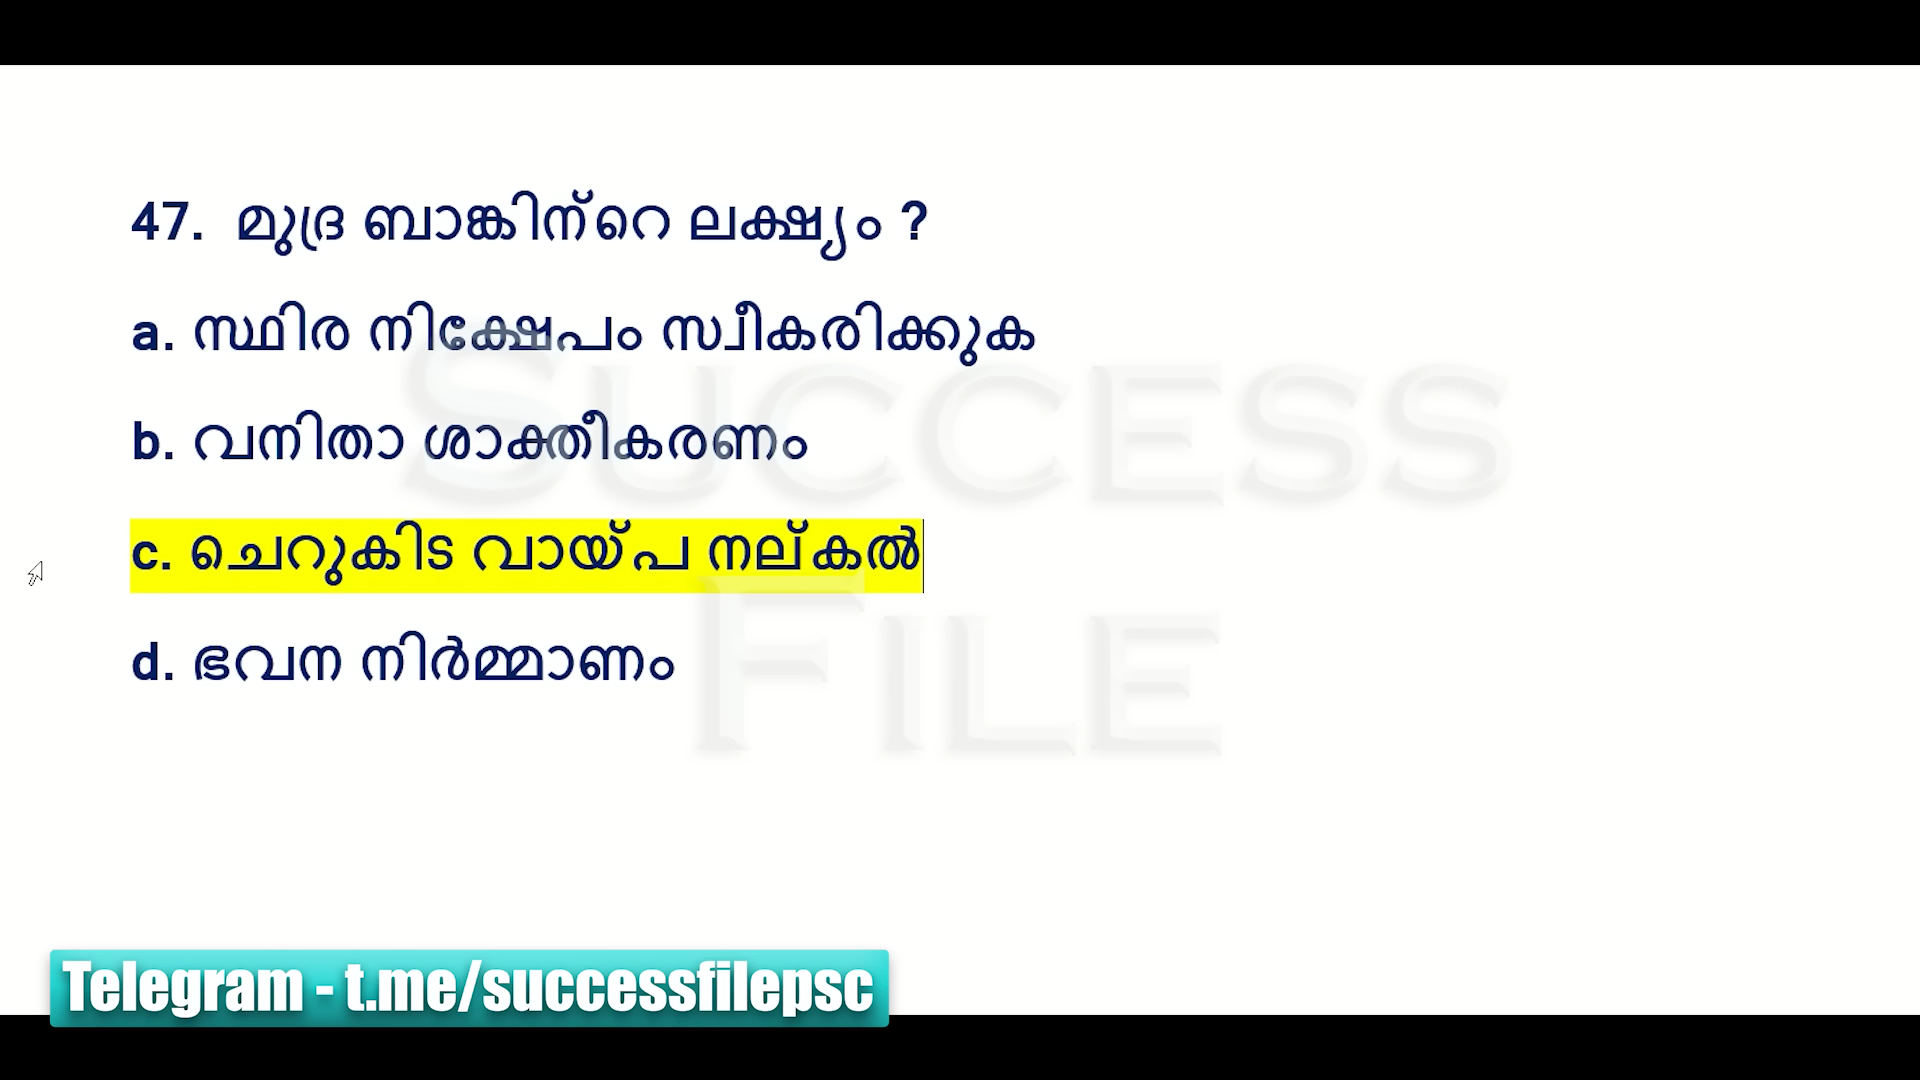 47. മുദ്ര ബാങ്കിന്റെ ലക്ഷ്യം ?
a. സ്ഥിര നിക്ഷേപം സ്വീകരിക്കുക
b. വനിതാ ശാക്തീകരണം
c. ചെറുകിട വായ്പ നല്കൽ
d. ഭവന നിർമ്മാണം
SUCCESS
FILE
Telegram - t.me/successfilepsc